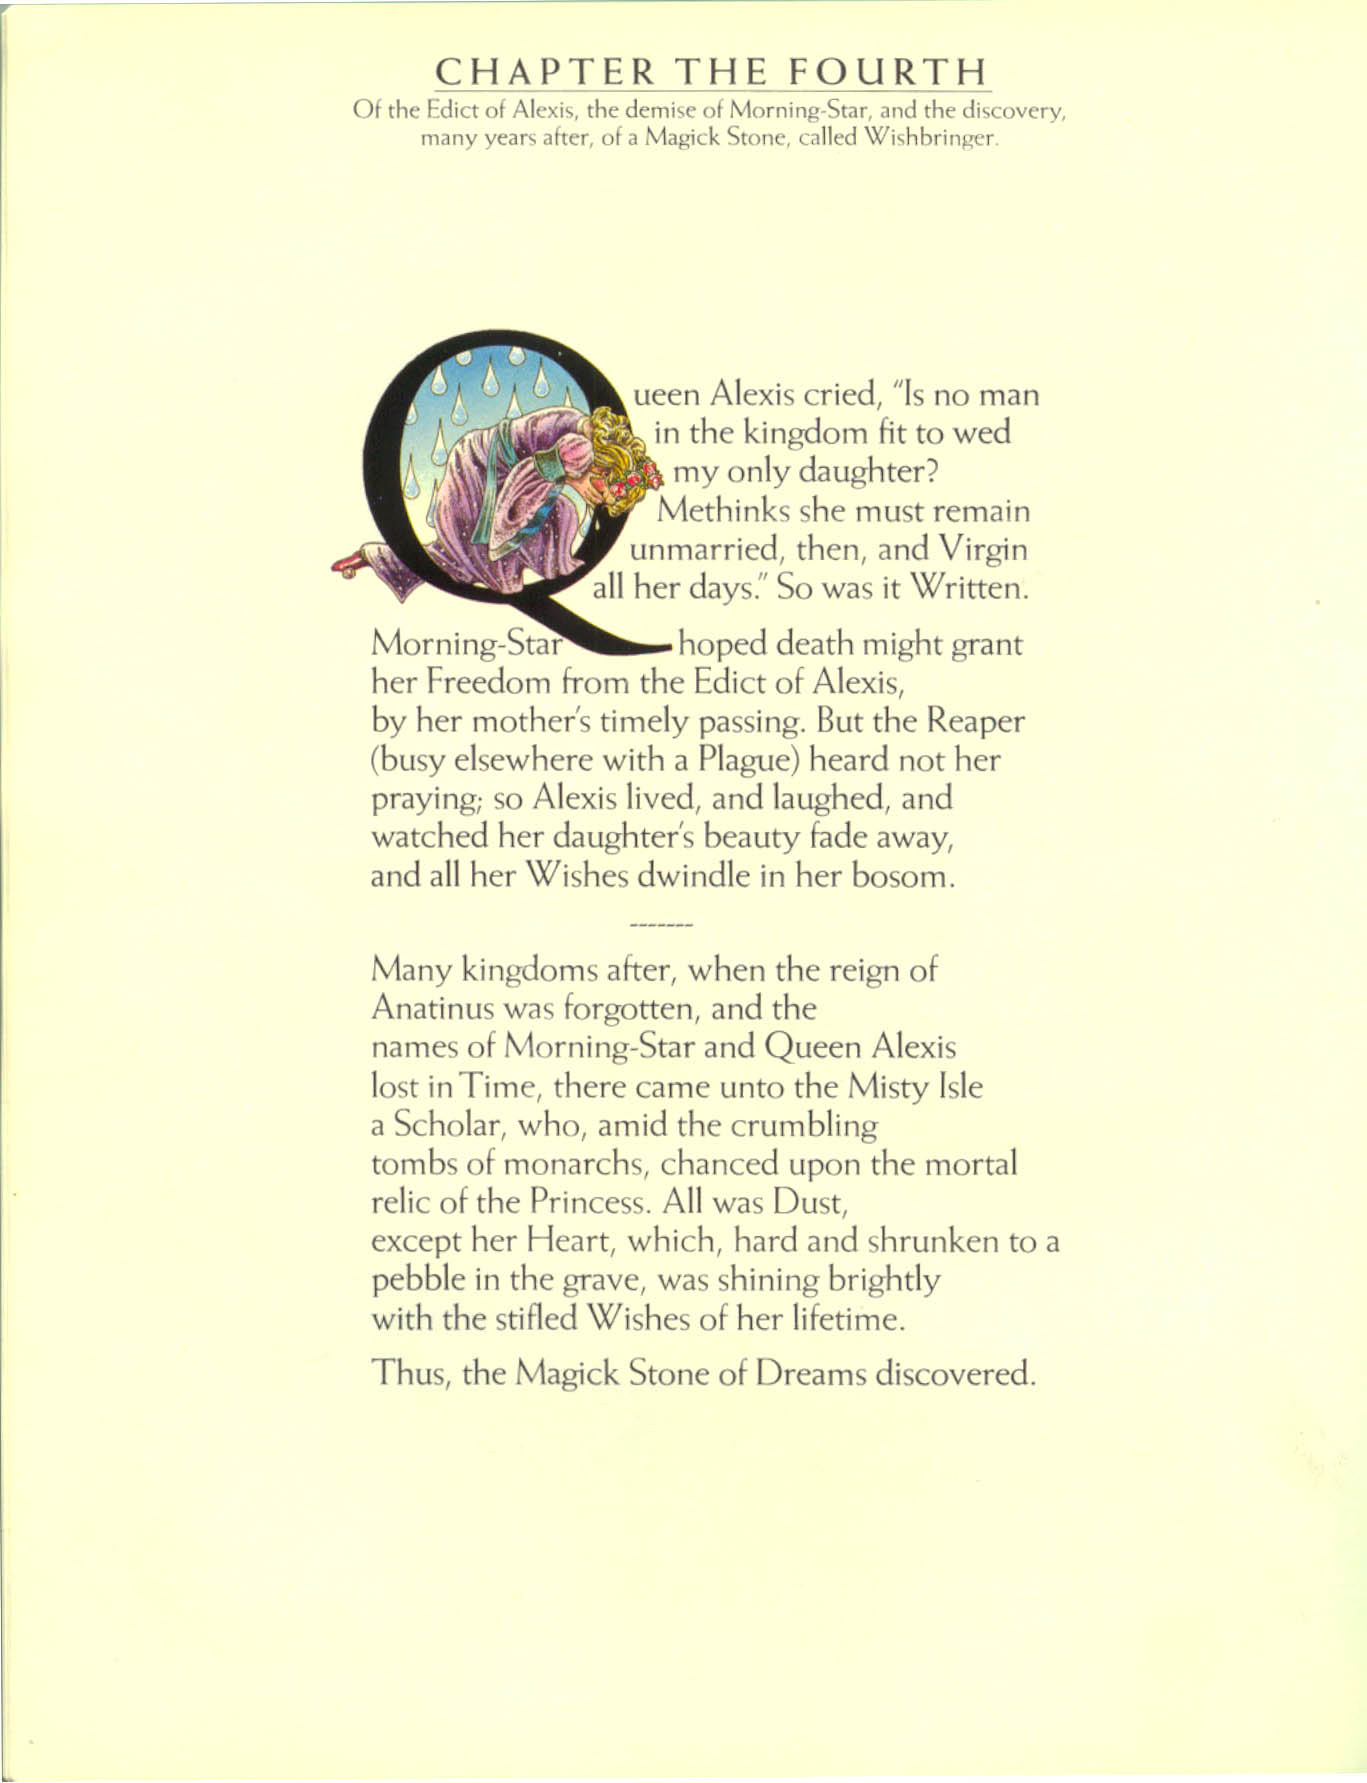 CHAPTER THE FOURTH
Of the Edict of Alexis, the demise of Morning-Star, and the discovery,
many years after, of a Magick Stone, called Wishbringer.
Queen Alexis cried, "Is no man
in the kingdom fit to wed
my only daughter?
Methinks she must remain
unmarried, then, and Virgin
all her days." So was it Written.
Morning-Star hoped death might grant
her Freedom from the Edict of Alexis,
by her mother's timely passing. But the Reaper
(busy elsewhere with a Plague) heard not her
praying; so Alexis lived, and laughed, and
watched her daughter's beauty fade away,
and all her Wishes dwindle in her bosom.
-------
Many kingdoms after, when the reign of
Anatinus was forgotten, and the
names of Morning-Star and Queen Alexis
lost in Time, there came unto the Misty Isle
a Scholar, who, amid the crumbling
tombs of monarchs, chanced upon the mortal
relic of the Princess. All was Dust,
except her Heart, which, hard and shrunken to a
pebble in the grave, was shining brightly
with the stifled Wishes of her lifetime.
Thus, the Magick Stone of Dreams discovered.